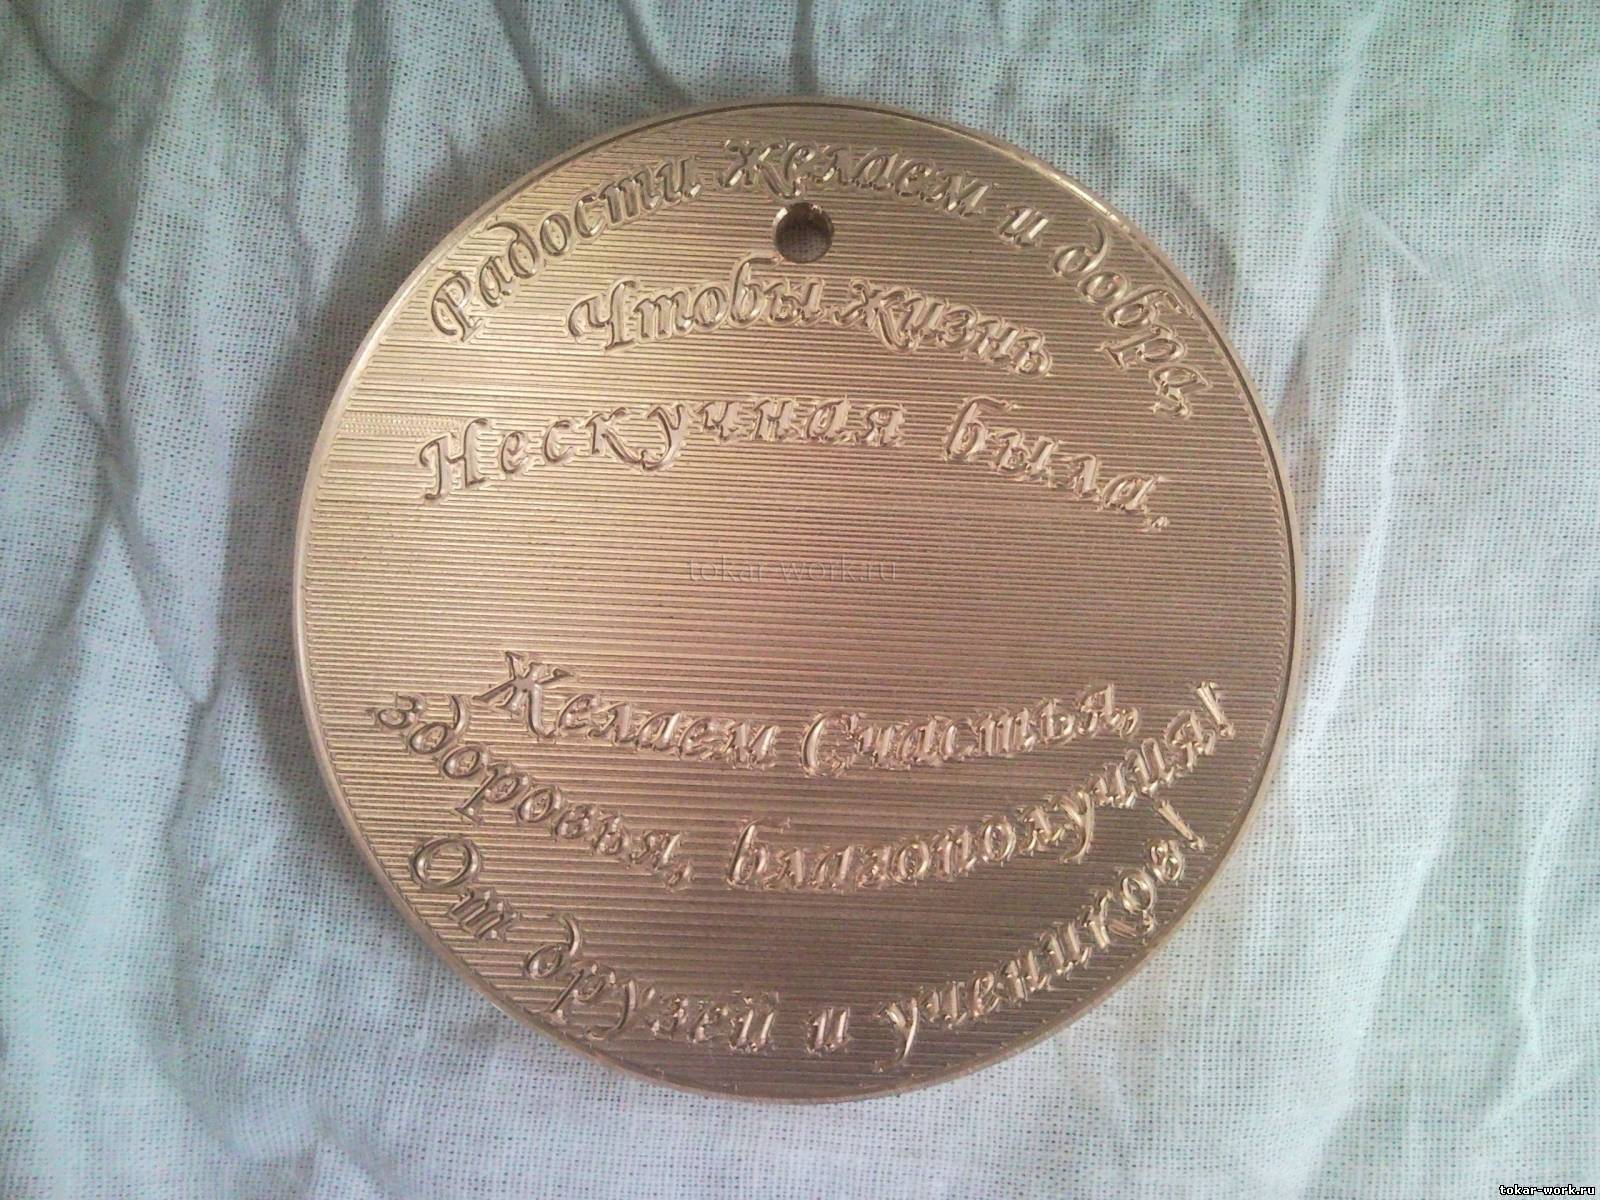 Радости желаем и добра,
Чтобы жизнь
Нескучная была,
tokar-work.ru
Желаем Счастья,
здоровья, благополучия!
От друзей и учеников!
tokar-work.ru